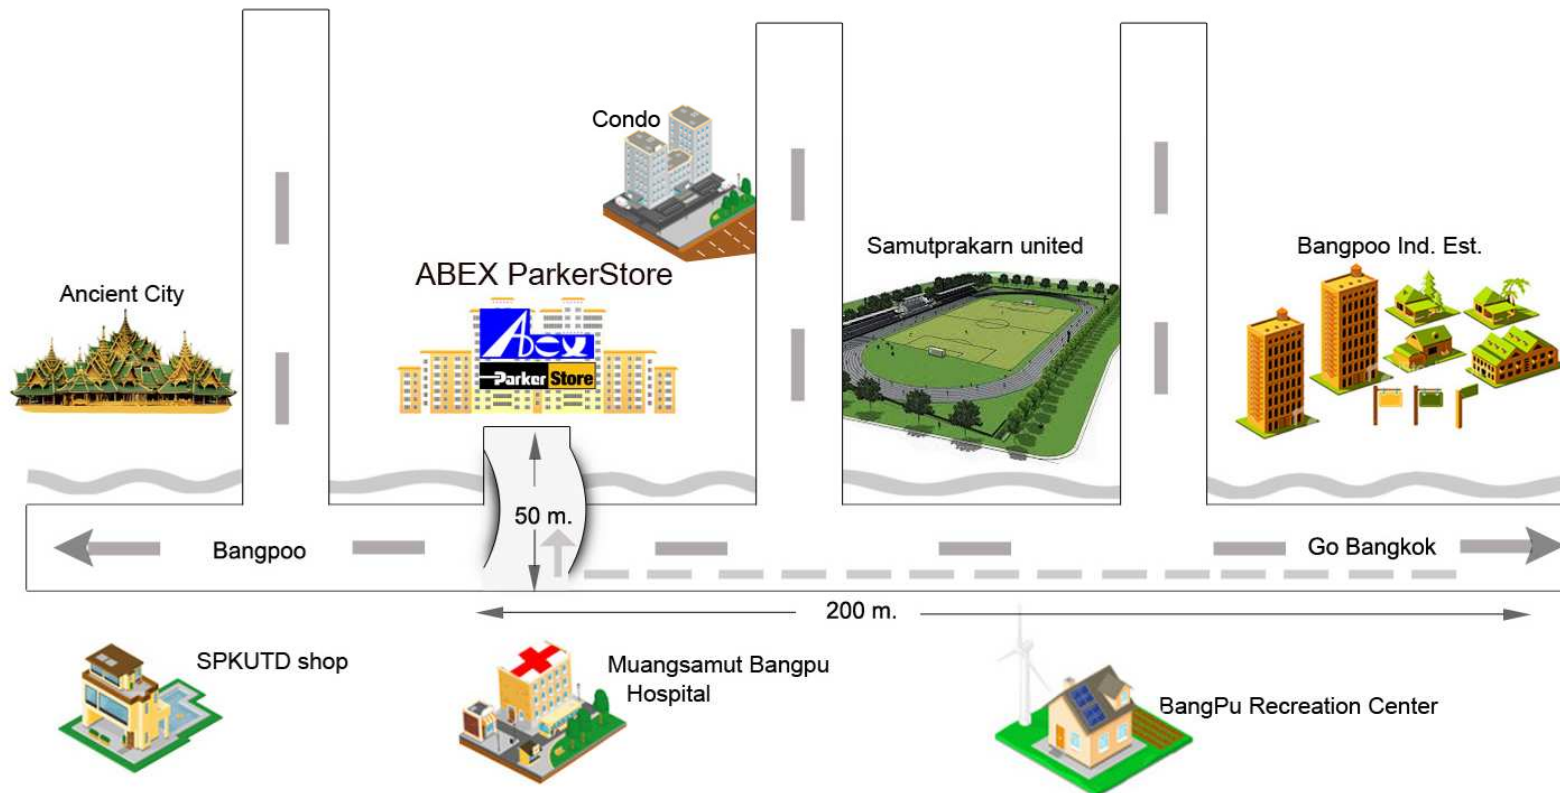 Condo
Samutprakarn united
Bangpoo Ind. Est.
ABEX ParkerStore
Ancient City
Abex
Parker Store
50 m.
Bangpoo
Go Bangkok
200 m.
SPKUTD shop
Muangsamut Bangpu
Hospital
BangPu Recreation Center